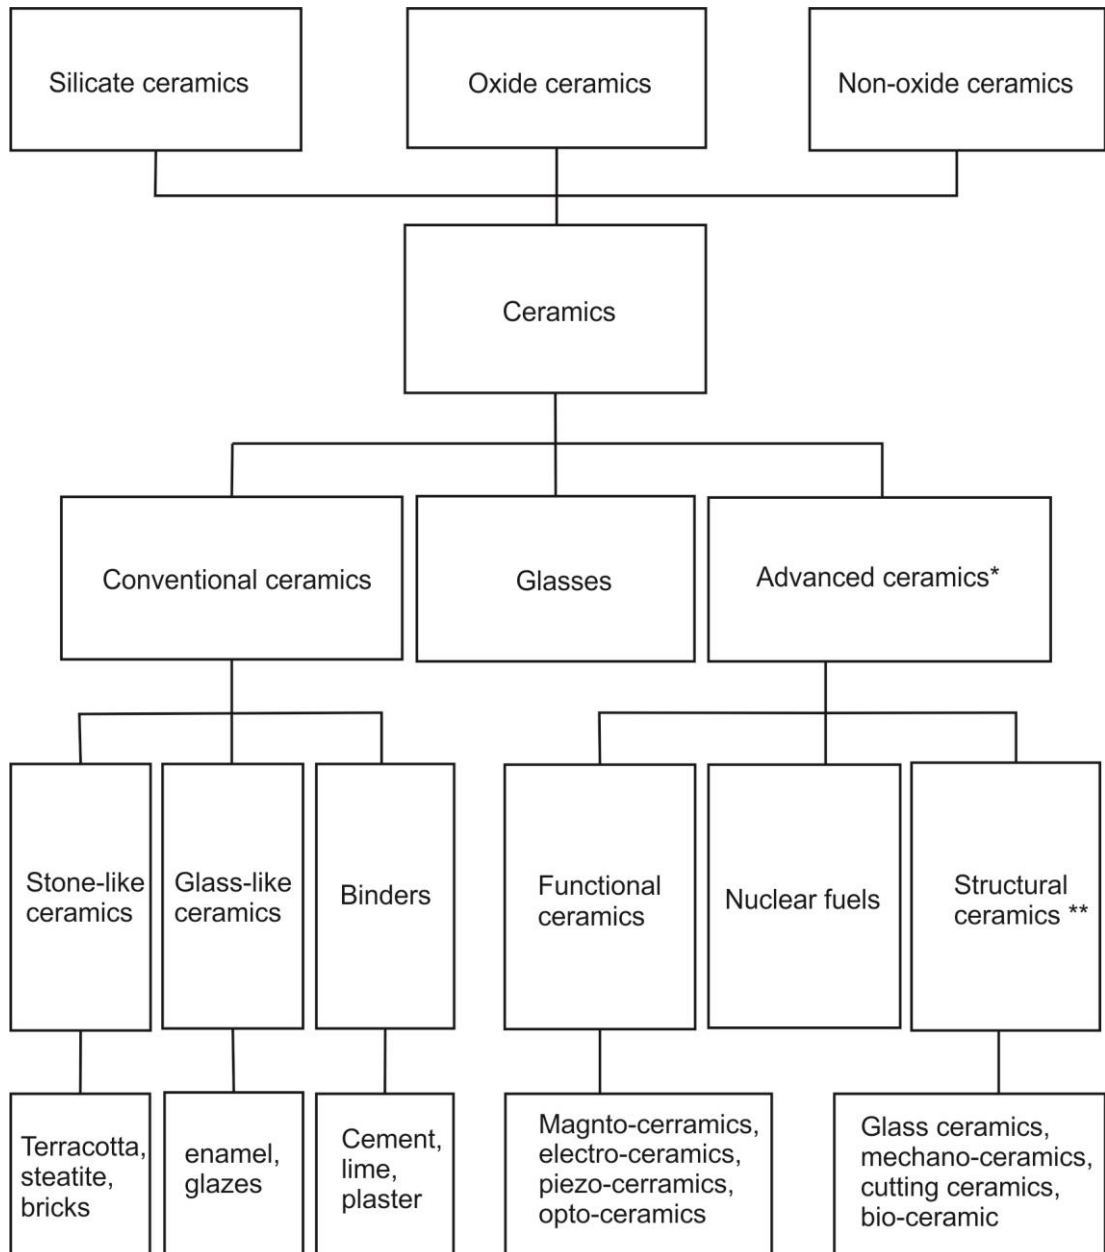 Silicate ceramics
Oxide ceramics
Non-oxide ceramics
Ceramics
Conventional ceramics
Glasses
Advanced ceramics*
Stone-like
ceramics
Glass-like
ceramics
Binders
Functional
ceramics
Nuclear fuels
Structural
ceramics **
Terracotta,
steatite,
bricks
enamel,
glazes
Cement,
lime,
plaster
Magnto-cerramics,
electro-ceramics,
piezo-cerramics,
opto-ceramics
Glass ceramics,
mechano-ceramics,
cutting ceramics,
bio-ceramic